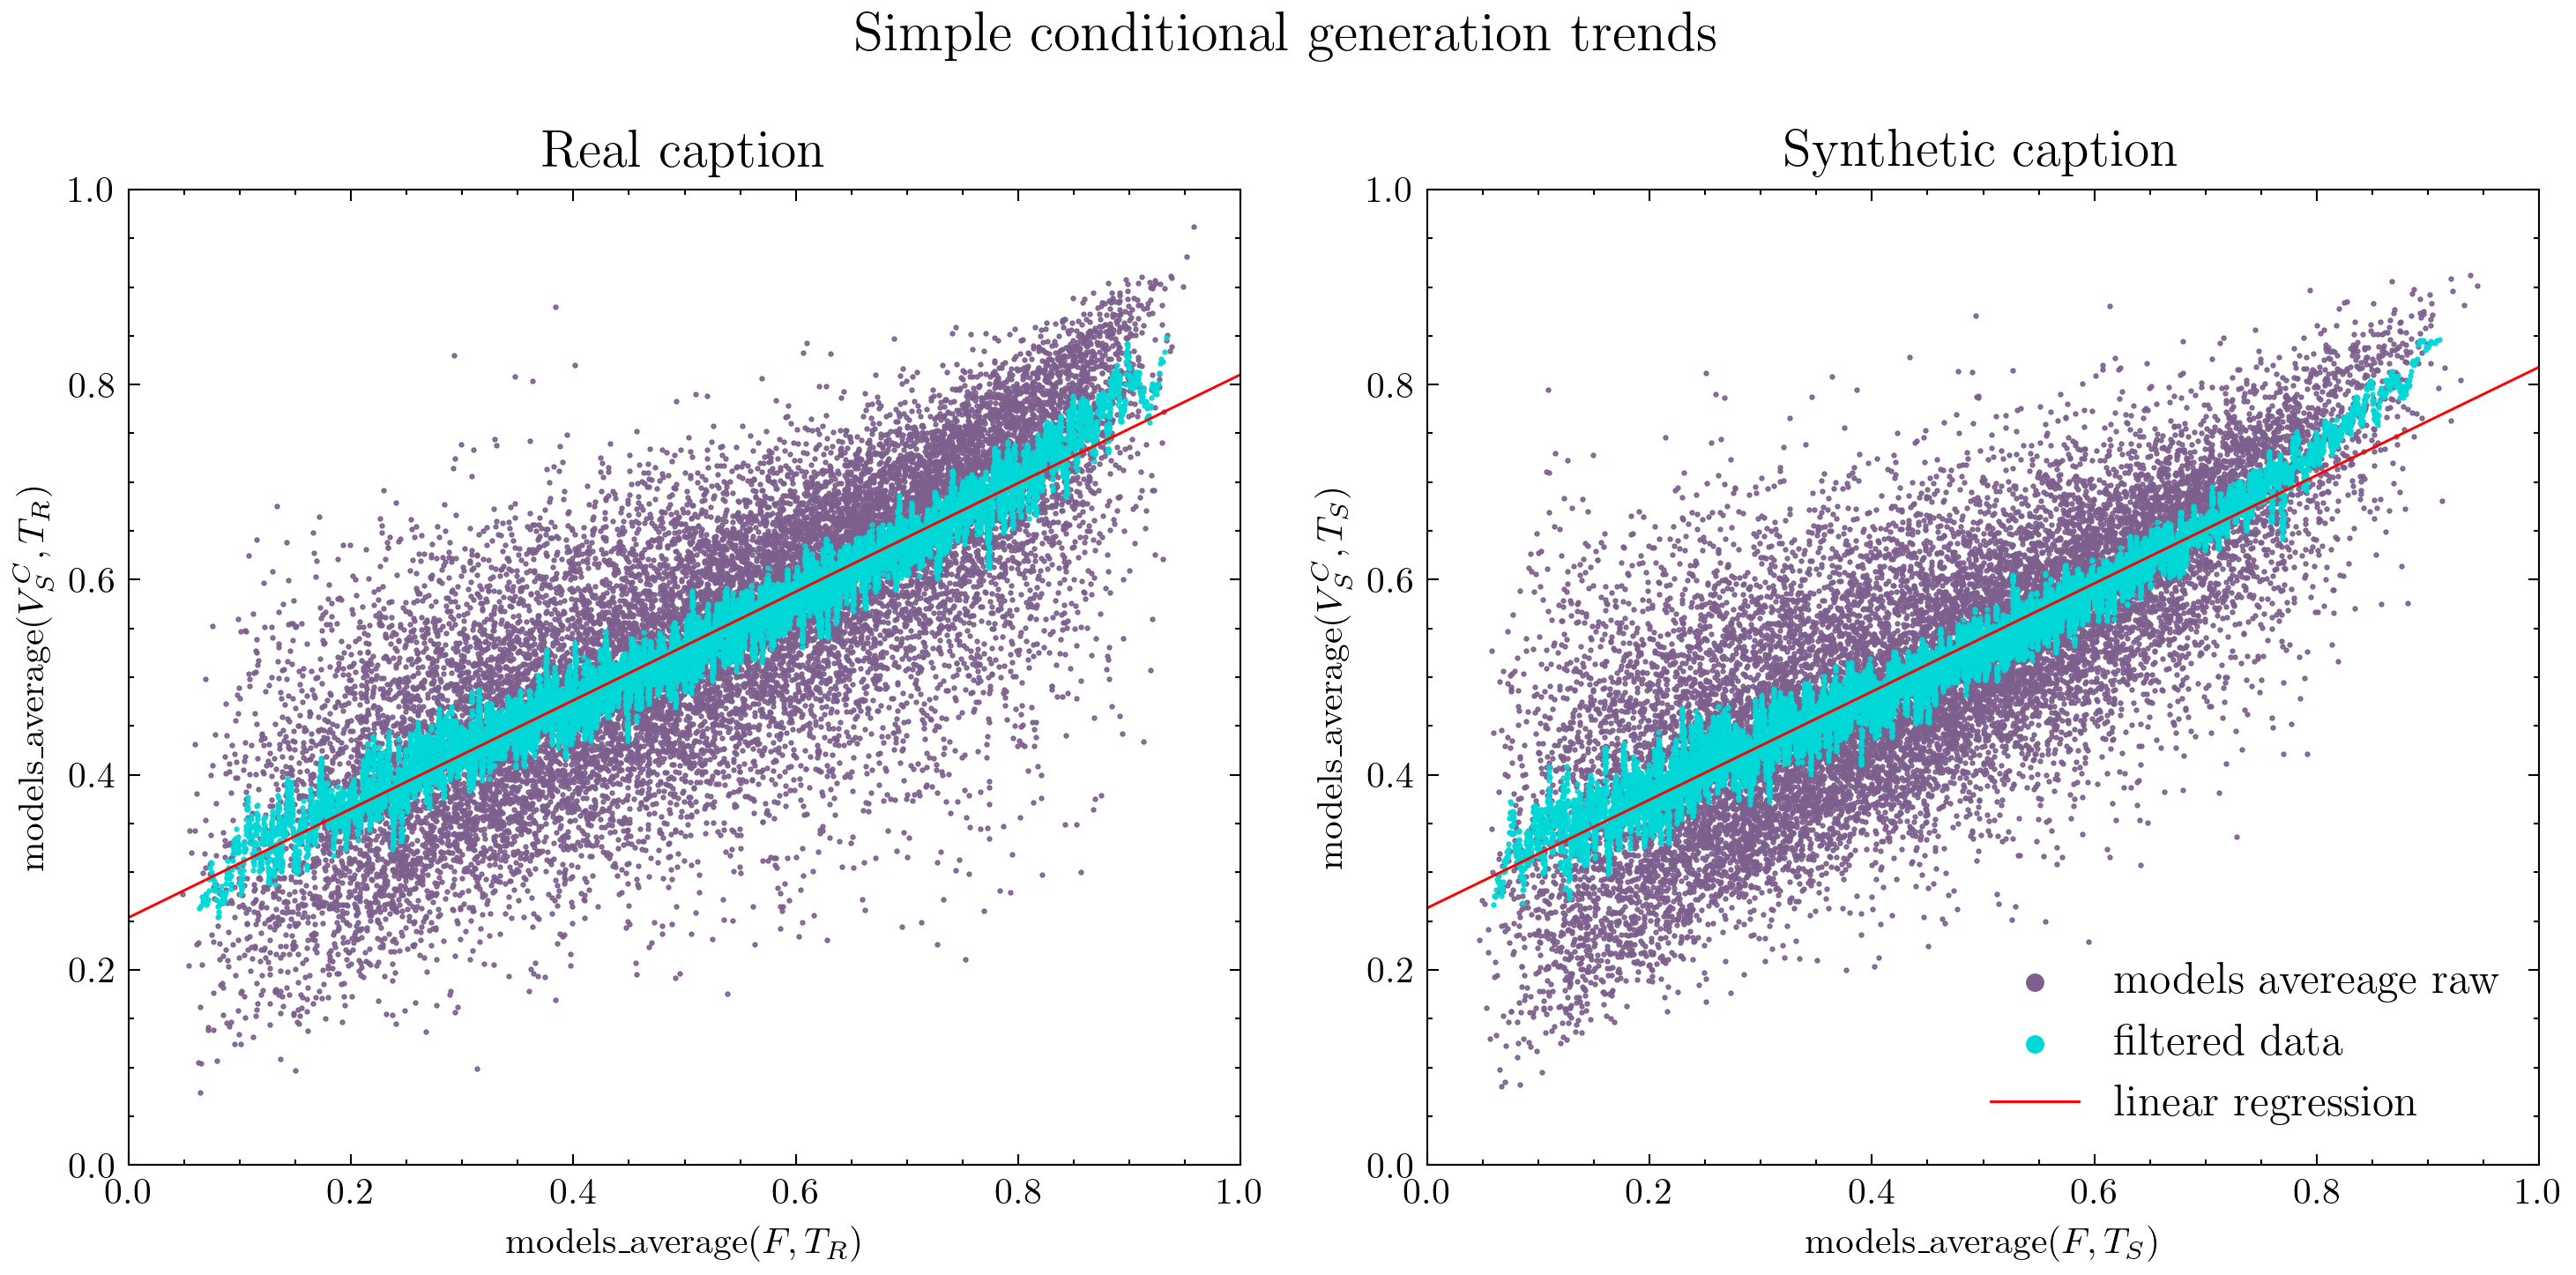 Simple conditional generation trends
Real caption
1.0
0.8
0.6
0.4
0.2
0.0
0.0 0.2 0.4 0.6 0.8 1.0
models_average(V_S^C, T_R)
models_average(F, T_R)
Synthetic caption
1.0
0.8
0.6
0.4
0.2
0.0
0.0 0.2 0.4 0.6 0.8 1.0
models_average(V_S^C, T_S)
models_average(F, T_S)
models avereage raw
filtered data
linear regression